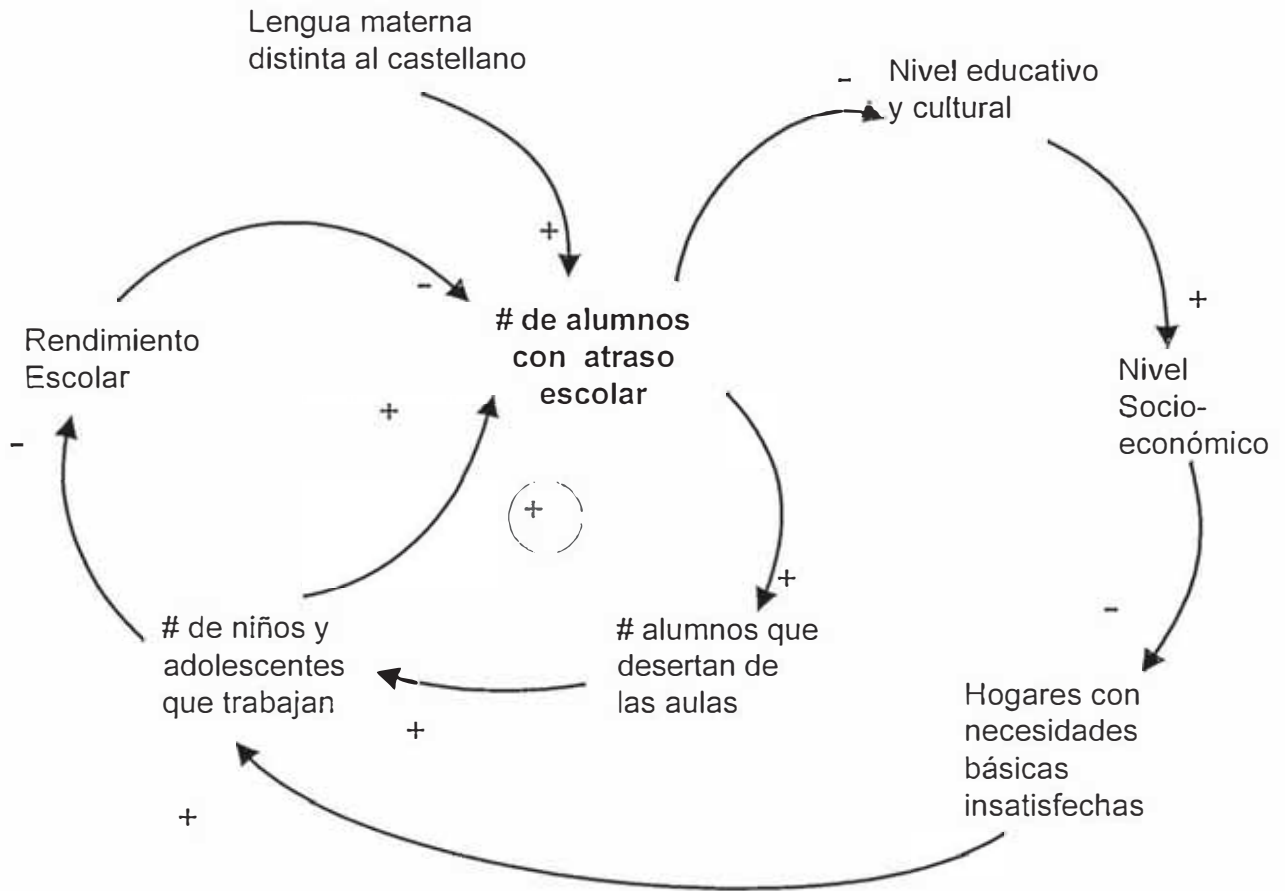 Lengua materna
distinta al castellano
-
Nivel educativo
y cultural
+
+
-
# de alumnos
con atraso
escolar
Rendimiento
Escolar
Nivel
Socio-
económico
+
-
+
+
-
# de niños y
adolescentes
que trabajan
# alumnos que
desertan de
las aulas
Hogares con
necesidades
básicas
insatisfechas
+
+